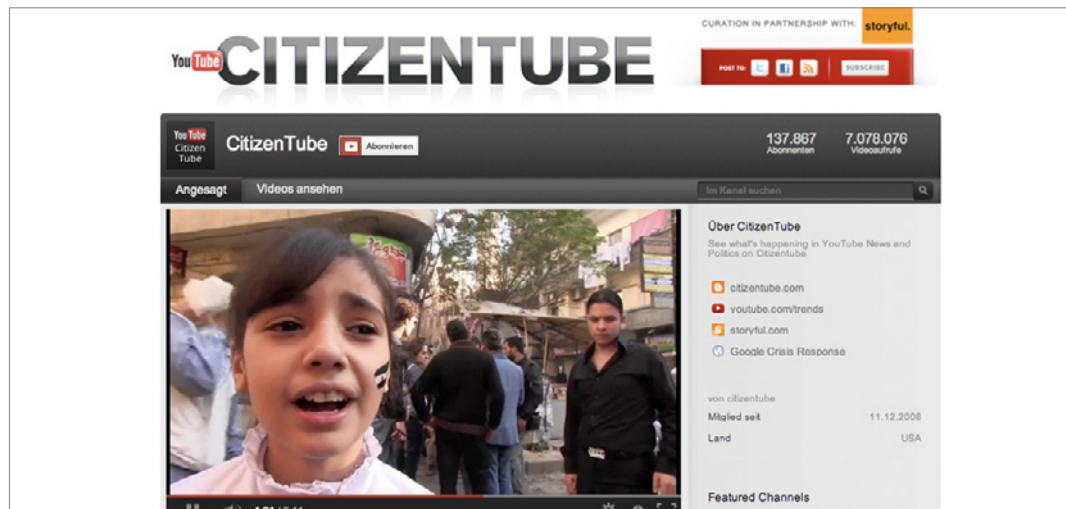 CURATION IN PARTNERSHIP WITH: storyful.
You Tube CITIZENTUBE
POST TO: SUBSCRIBE
You Tube
Citizen
Tube
CitizenTube Abonnieren
137.867 7.078.076
Abonnenten Videoaufrufe
Angesagt Videos ansehen Im Kanal suchen
Über CitizenTube
See what's happening in YouTube News and
Politics on Citizentube
citizentube.com
youtube.com/trends
storyful.com
Google Crisis Response
von citizentube
Mitglied seit 11.12.2006
Land USA
Featured Channels